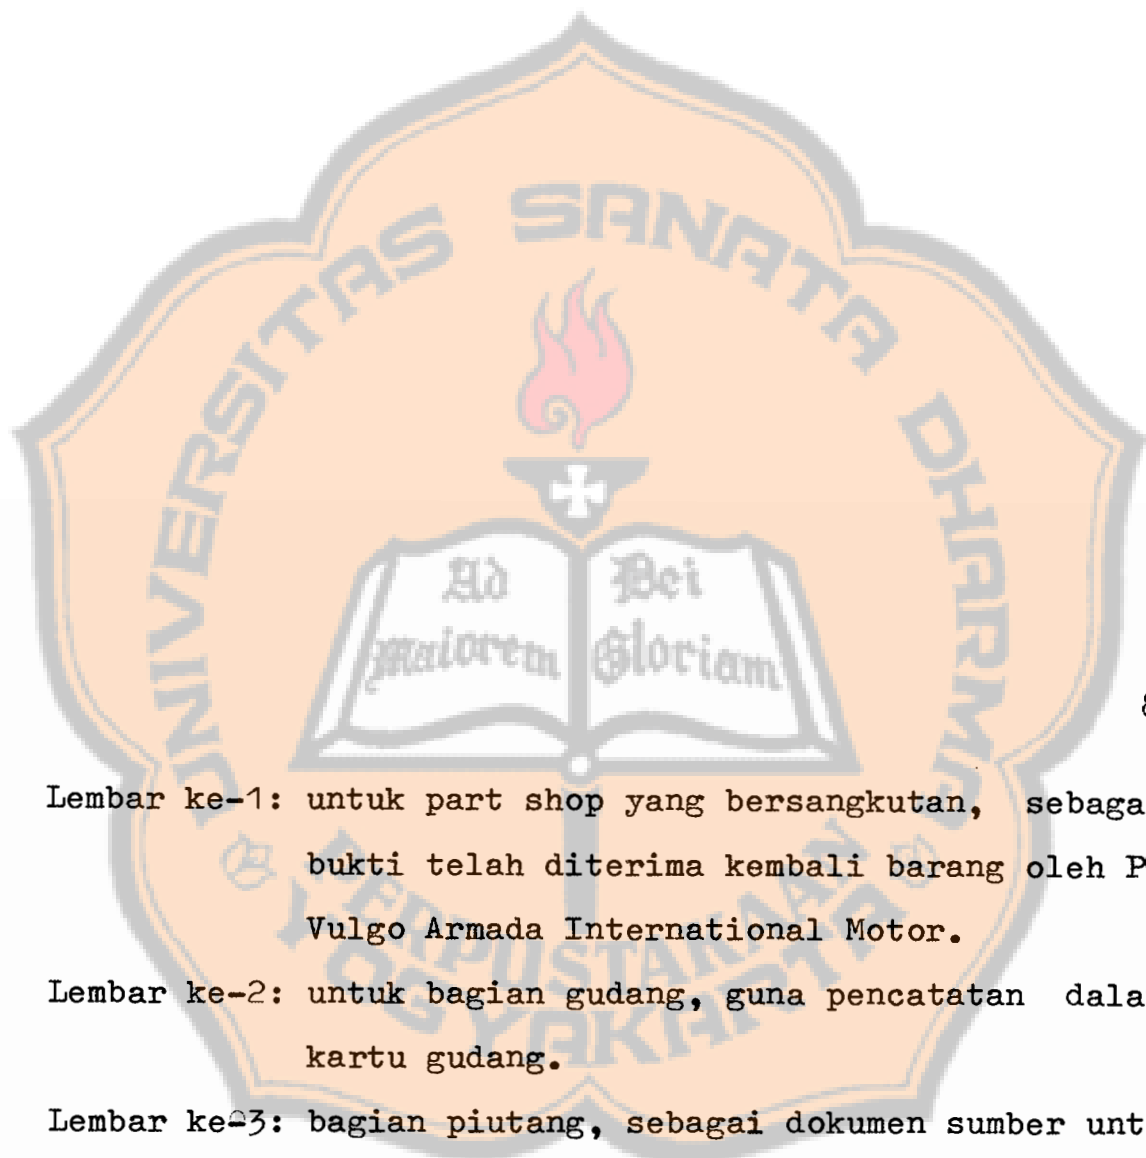 UNIVERSITAS SANATA DHARMA
Ad Dei
maiorem Gloriam
PERPUSTAKAAN
YOGYAKARTA
Lembar ke-1: untuk part shop yang bersangkutan, sebaga
bukti telah diterima kembali barang oleh P
Vulgo Armada International Motor.
Lembar ke-2: untuk bagian gudang, guna pencatatan dala
kartu gudang.
Lembar ke-3: bagian piutang, sebagai dokumen sumber unt